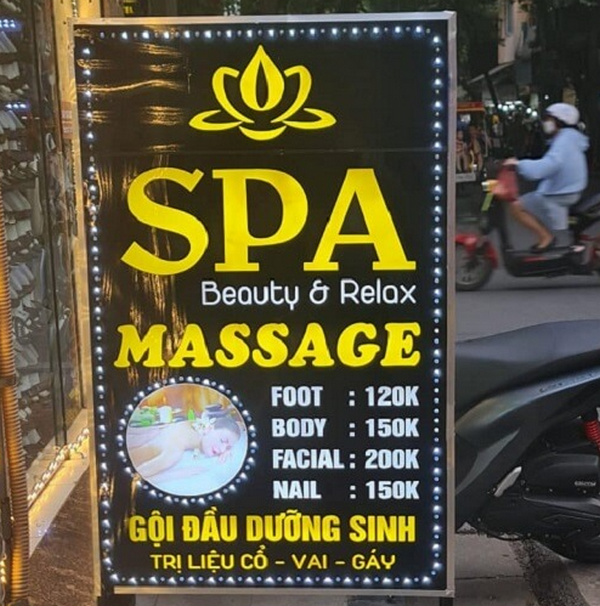 SPA
Beauty & Relax
MASSAGE
FOOT : 120K
BODY : 150K
FACIAL : 200K
NAIL : 150K
GỘI ĐẦU DƯỠNG SINH
TRỊ LIỆU CỔ - VAI - GÁY